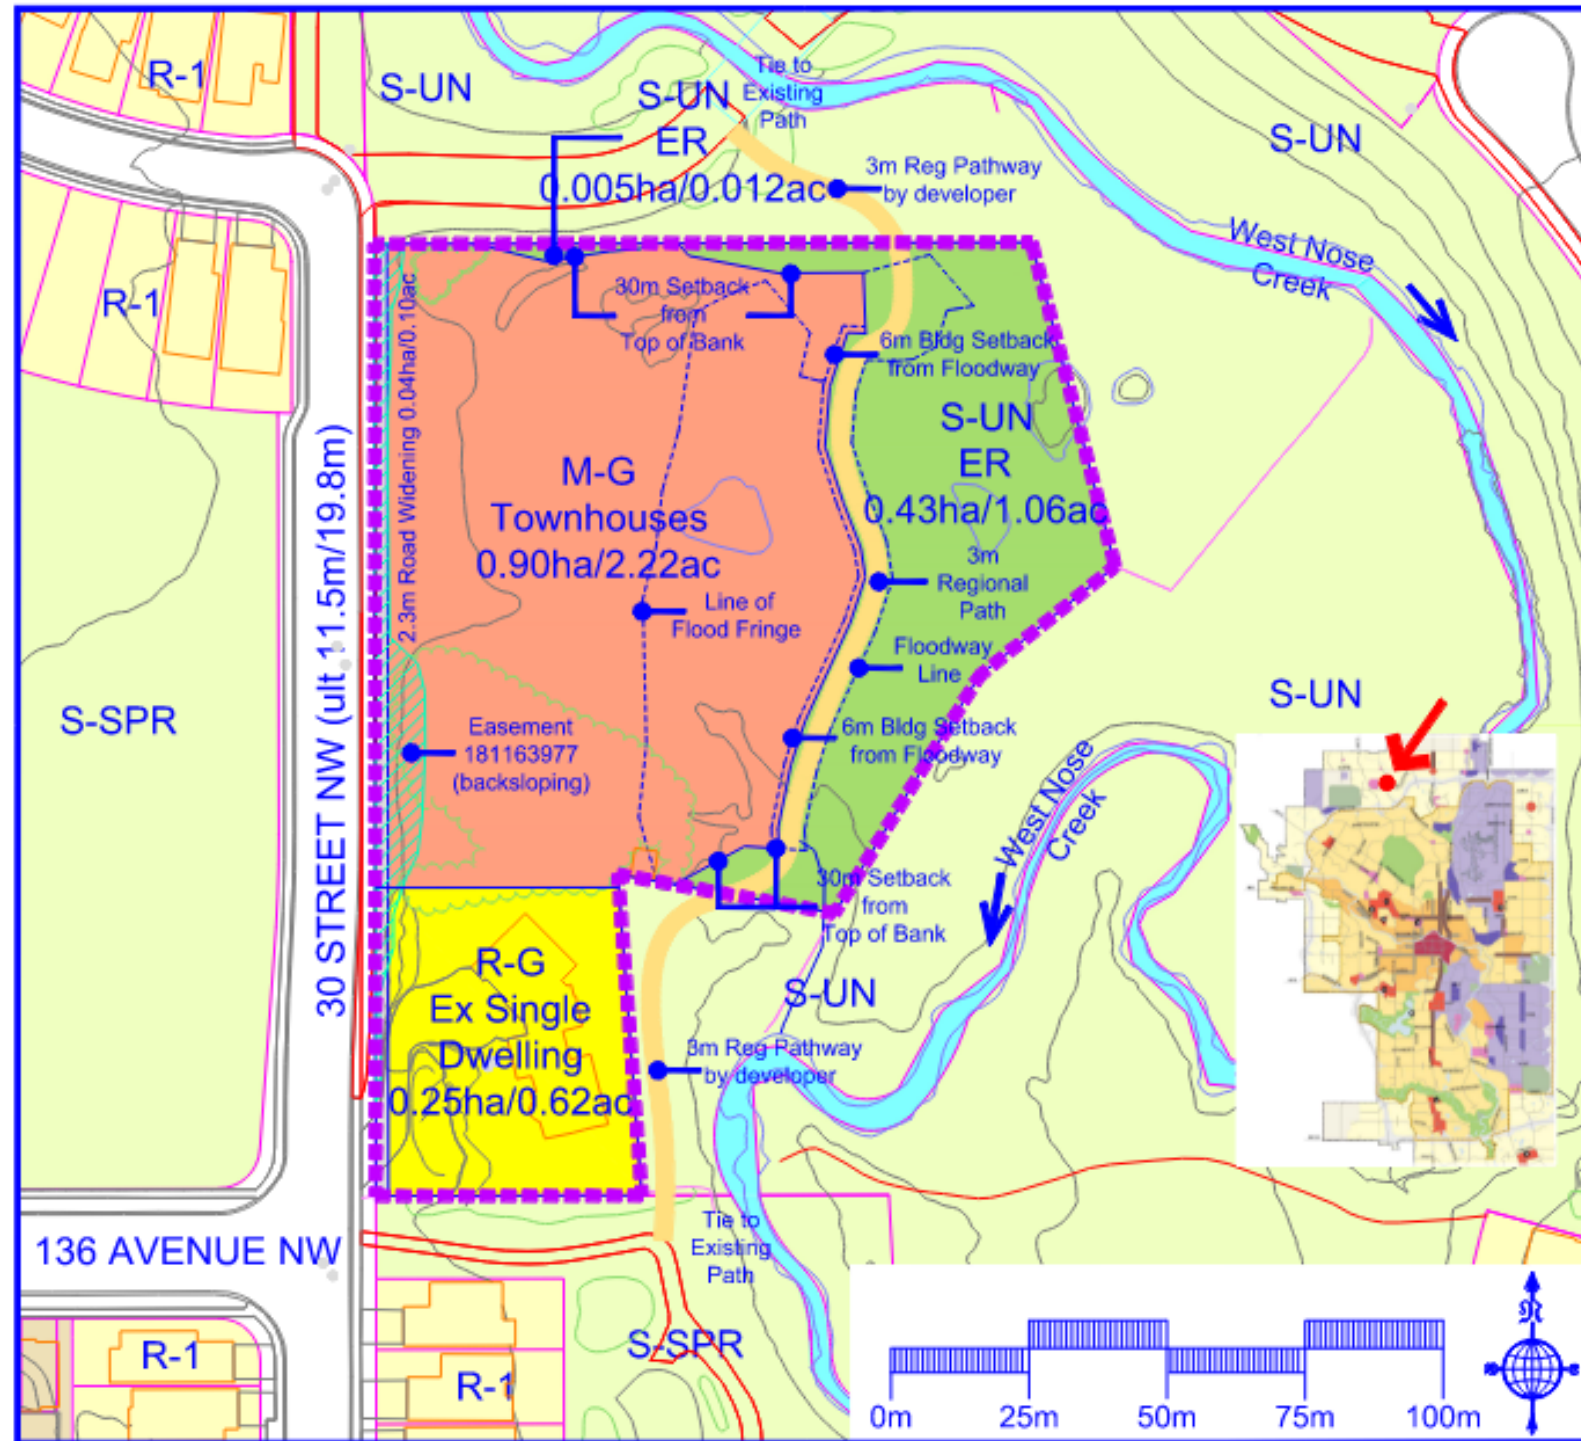 R-1
S-UN
Tie to
Existing
Path
S-UN
ER
0.005ha/0.012ac
3m Reg Pathway
by developer
S-UN
R-1
West Nose
Creek
30m Setback
from
Top of Bank
2.3m Road Widening 0.04ha/0.10ac
6m Bldg Setback
from Floodway
S-UN
ER
0.43ha/1.06ac
M-G
Townhouses
0.90ha/2.22ac
3m
Regional
Path
Line of
Flood Fringe
Floodway
Line
30 STREET NW (ult 11.5m/19.8m)
S-SPR
S-UN
Easement
181163977
(backsloping)
6m Bldg Setback
from Floodway
West Nose
Creek
30m Setback
from
Top of Bank
R-G
Ex Single
Dwelling
0.25ha/0.62ac
S-UN
3m Reg Pathway
by developer
136 AVENUE NW
Tie to
Existing
Path
R-1
R-1
S-SPR
0m
25m
50m
75m
100m
N